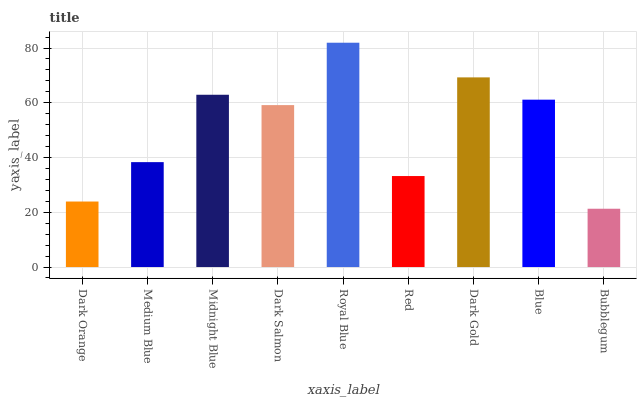 title
80
60
40
20
0
yaxis_label
Dark Orange
Medium Blue
Midnight Blue
Dark Salmon
Royal Blue
Red
Dark Gold
Blue
Bubblegum
xaxis_label